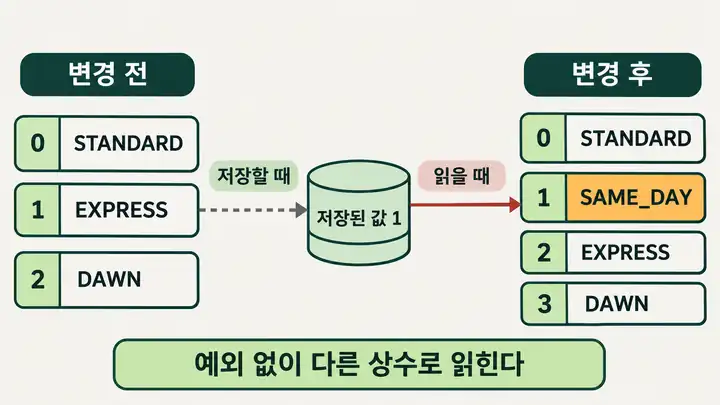 변경 전
0 STANDARD
1 EXPRESS
2 DAWN
저장할 때
저장된 값 1
읽을 때
변경 후
0 STANDARD
1 SAME_DAY
2 EXPRESS
3 DAWN
예외 없이 다른 상수로 읽힌다